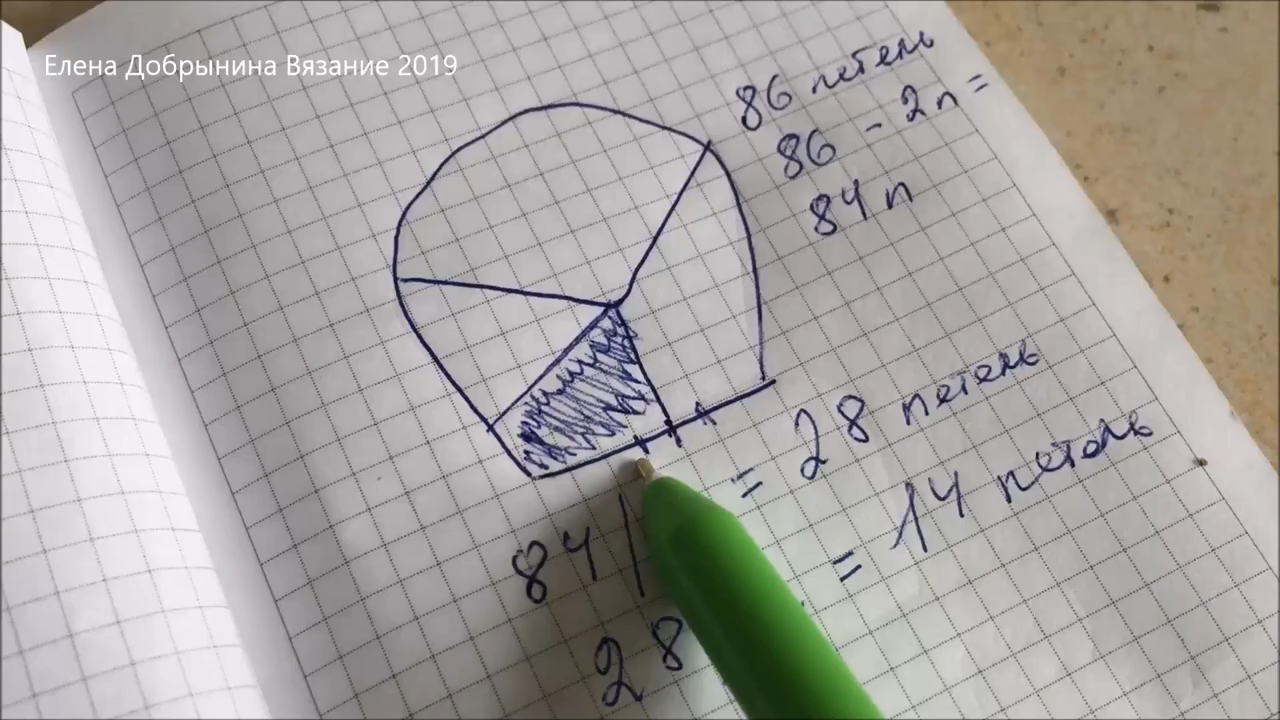 Елена Добрынина Вязание 2019
86 петель
86 - 2п =
84 п
84 = 28 петель
28 = 14 петель